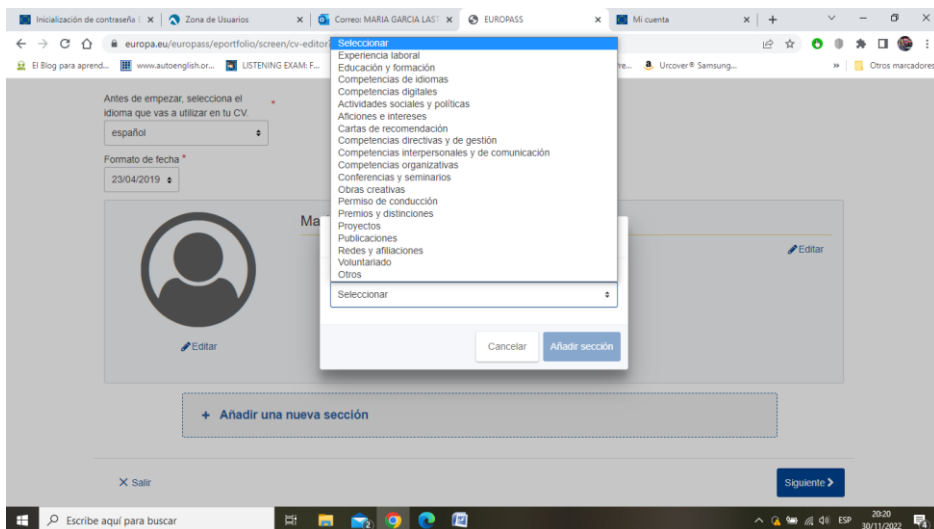 Inicialización de contraseña
Zona de Usuarios
Correo: MARIA GARCIA LAST
EUROPASS
Mi cuenta
europa.eu/europass/eportfolio/screen/cv-editor
El Blog para aprend...
www.autoenglish.or...
LISTENING EXAM: F...
Urcover® Samsung...
»
Otros marcadores
Antes de empezar, selecciona el *
idioma que vas a utilizar en tu CV.
español
Formato de fecha *
23/04/2019
Ma
Editar
Editar
Seleccionar
Experiencia laboral
Educación y formación
Competencias de idiomas
Competencias digitales
Actividades sociales y políticas
Aficiones e intereses
Cartas de recomendación
Competencias directivas y de gestión
Competencias interpersonales y de comunicación
Competencias organizativas
Conferencias y seminarios
Obras creativas
Permiso de conducción
Premios y distinciones
Proyectos
Publicaciones
Redes y afiliaciones
Voluntariado
Otros
Seleccionar
Cancelar
Añadir sección
+ Añadir una nueva sección
Salir
Siguiente
Escribe aquí para buscar
ESP
20:20
30/11/2022